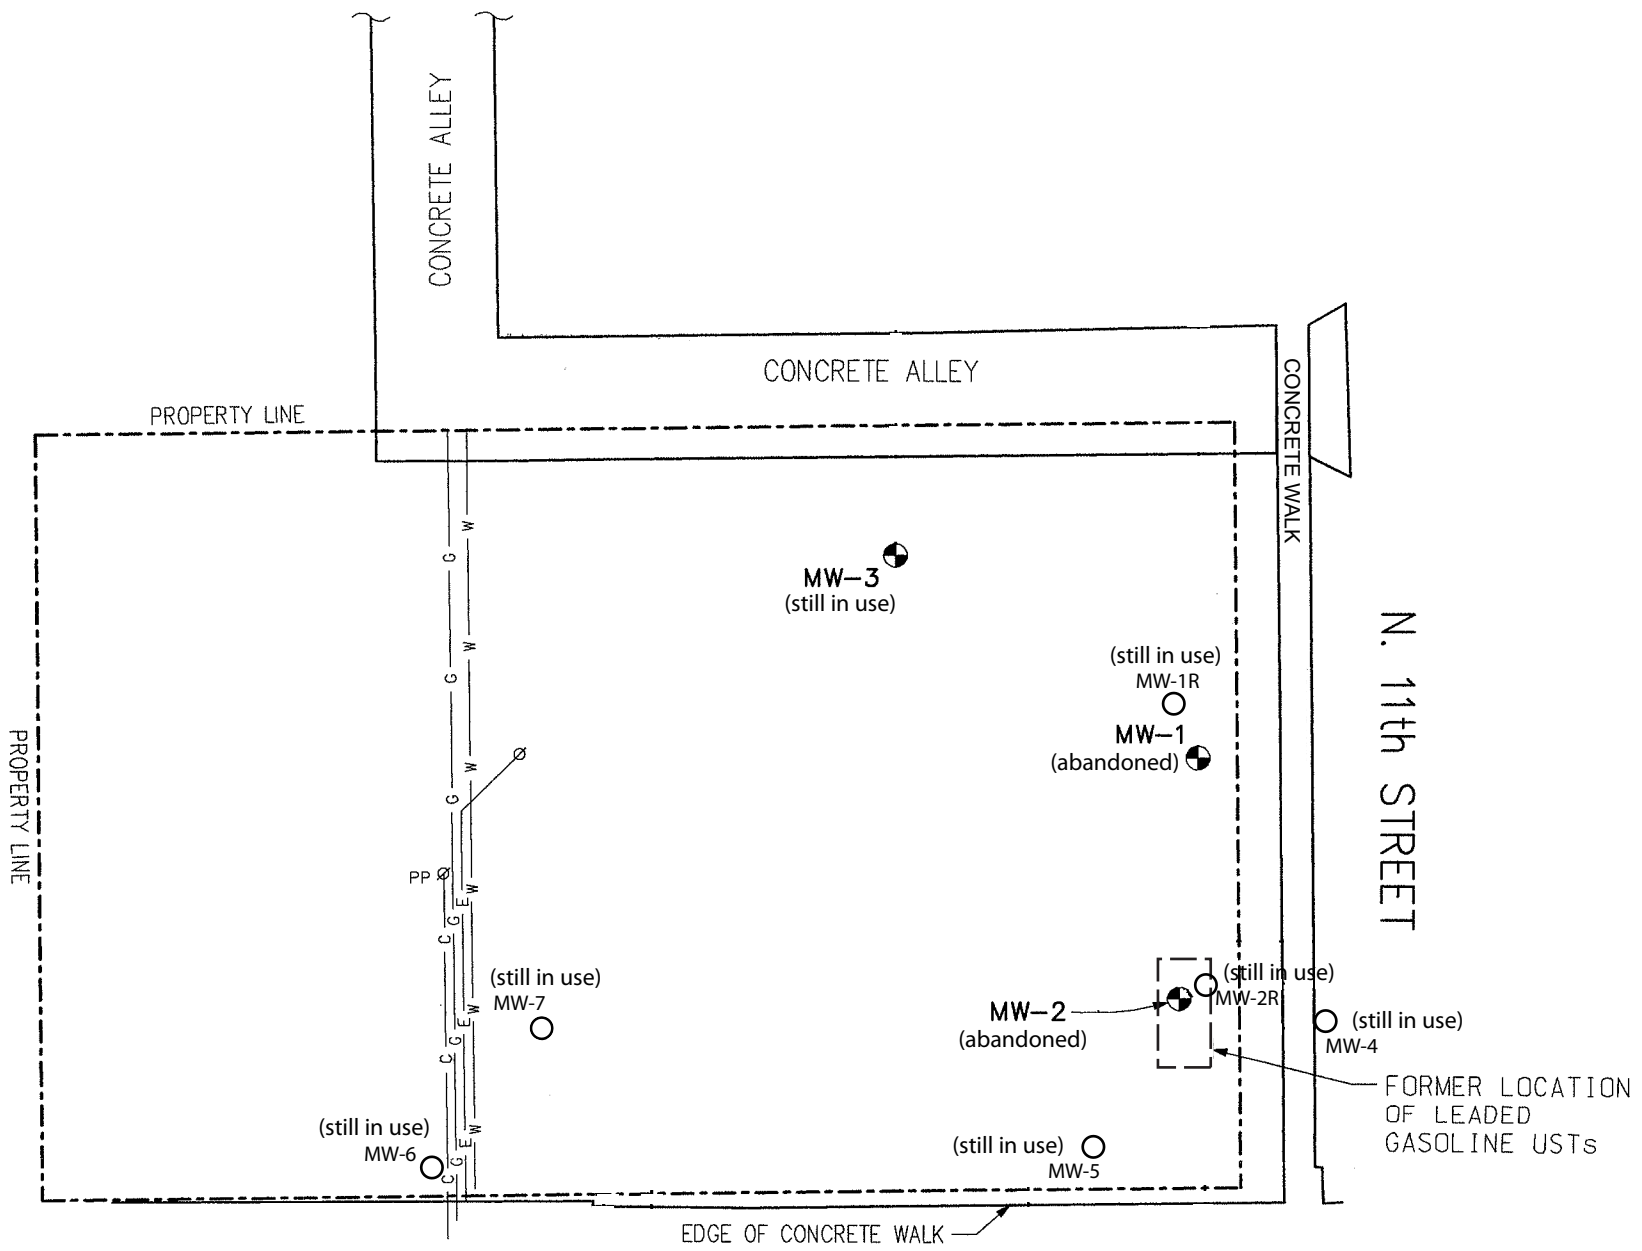 CONCRETE ALLEY
CONCRETE ALLEY
CONCRETE WALK
PROPERTY LINE
W
G
MW-3
(still in use)
N. 11th STREET
W
(still in use)
G
MW-1R
PROPERTY LINE
MW-1
(abandoned)
W
G
PP
W
E
G
C
(still in use)
(still in use)
MW-7
MW-2R
MW-2
W
(still in use)
E
(abandoned)
G
MW-4
C
FORMER LOCATION
OF LEADED
GASOLINE USTs
(still in use)
W
E
(still in use)
MW-6
G
MW-5
C
EDGE OF CONCRETE WALK